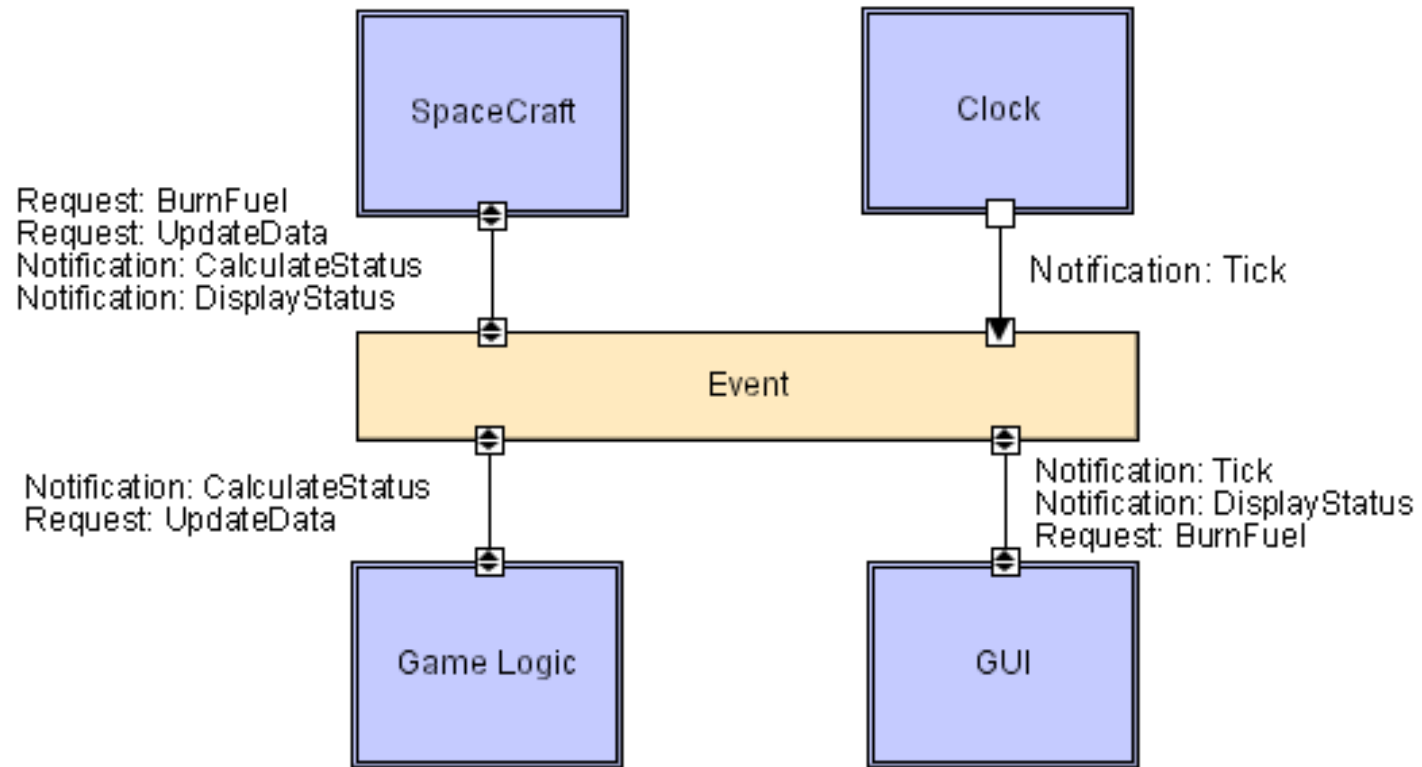 SpaceCraft
Clock
Request: BurnFuel
Request: UpdateData
Notification: CalculateStatus
Notification: DisplayStatus
Notification: Tick
Event
Notification: CalculateStatus
Request: UpdateData
Notification: Tick
Notification: DisplayStatus
Request: BurnFuel
Game Logic
GUI